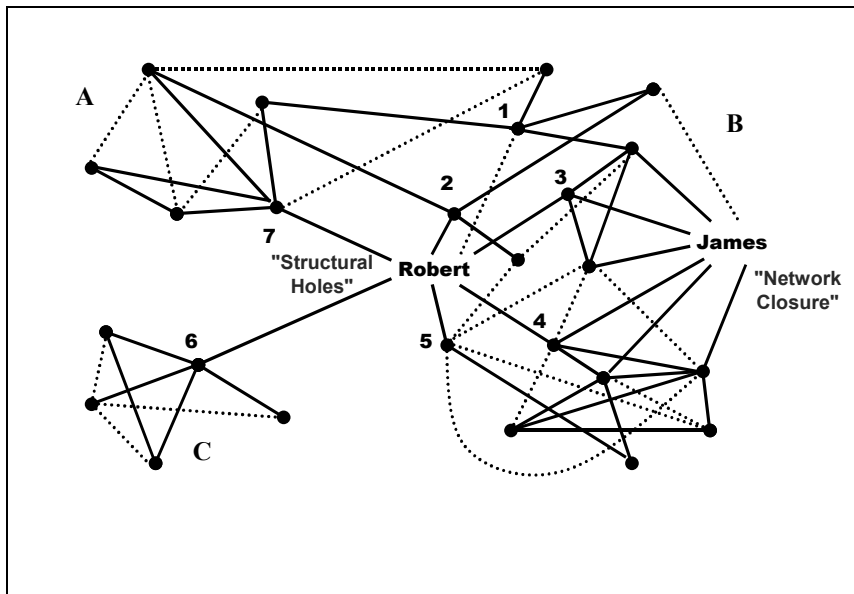 A
1
B
3
2
James
7
"Structural
Holes"
Robert
"Network
Closure"
6
5
4
C